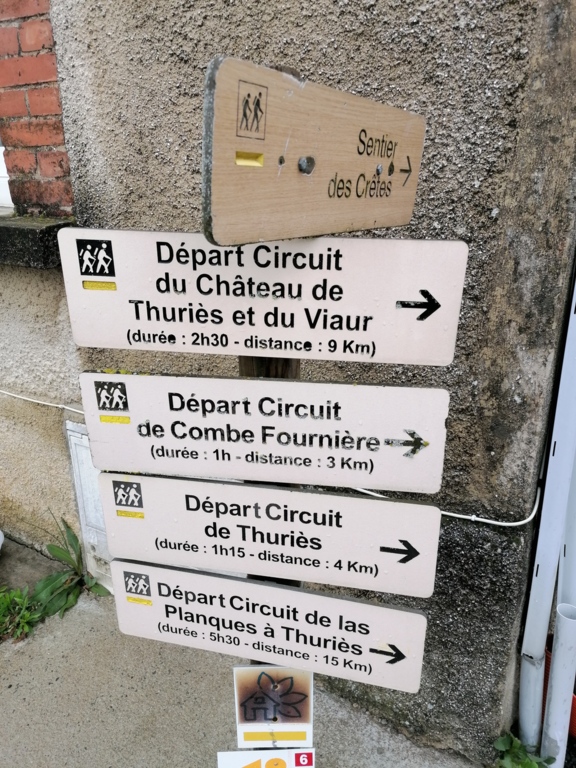 Sentier
des Crêtes
Départ Circuit
du Château de
Thuriès et du Viaur
(durée : 2h30 - distance : 9 Km)
Départ Circuit
de Combe Fournière
(durée : 1h - distance : 3 Km)
Départ Circuit
de Thuriès
(durée : 1h15 - distance : 4 Km)
Départ Circuit de las
Planques à Thuriès
(durée : 5h30 - distance : 15 Km)
6